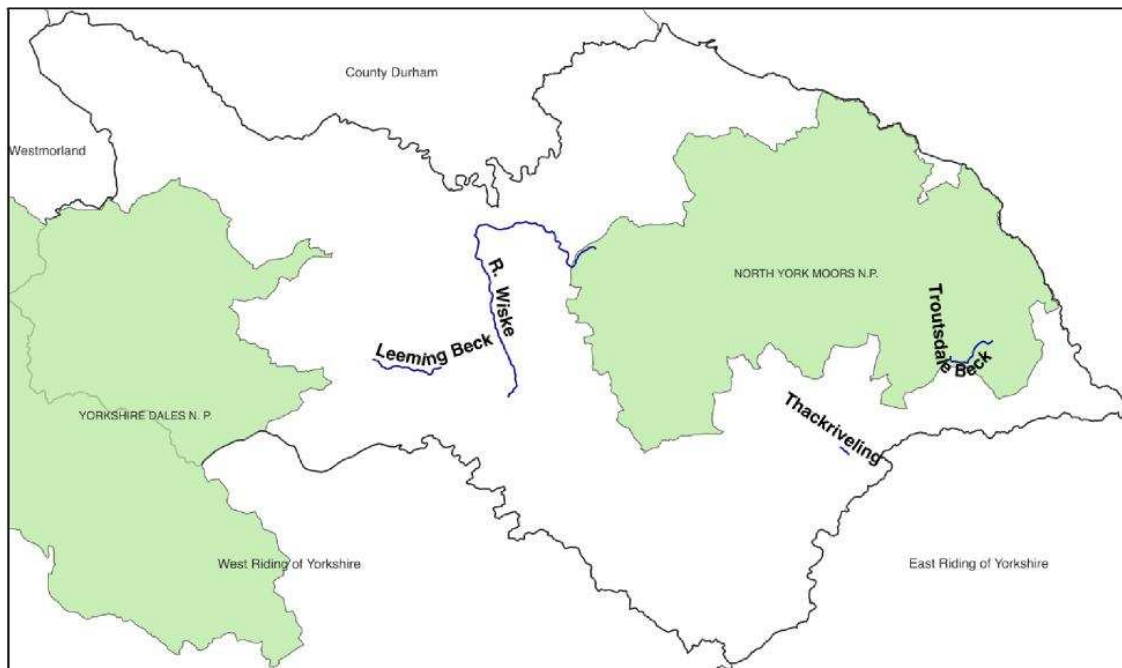 County Durham
Westmorland
R. Wiske
NORTH YORK MOORS N.P.
Troutsdale Beck
Leeming Beck
YORKSHIRE DALES N. P.
Thackriveling
West Riding of Yorkshire
East Riding of Yorkshire